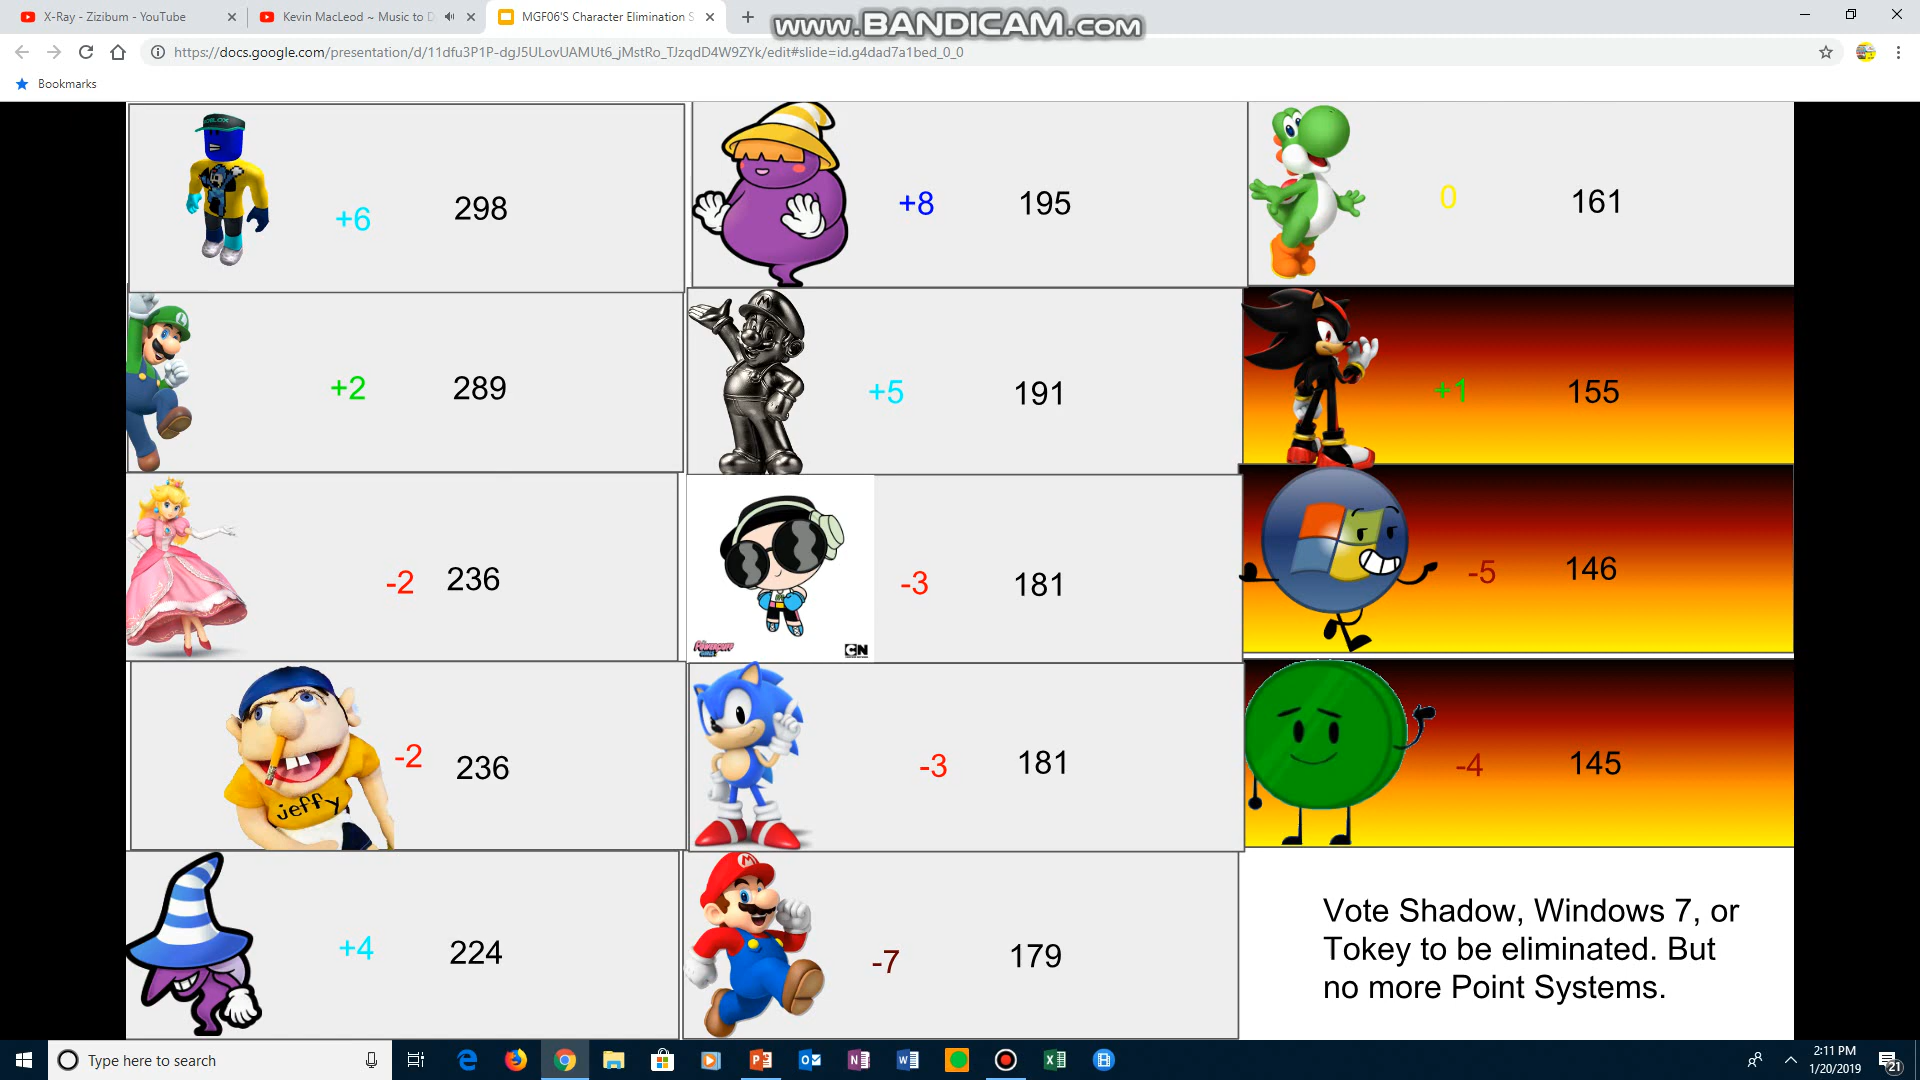 X-Ray - Zizibum - YouTube
Kevin MacLeod ~ Music to D
MGF06'S Character Elimination S
www.BANDICAM.com
https://docs.google.com/presentation/d/11dfu3P1P-dgJ5ULovUAMUt6_jMstRo_TJzqdD4W9ZYk/edit#slide=id.g4dad7a1bed_0_0
Bookmarks
ROBLOX
+6 298
+8 195
0 161
+2 289
+5 191
+1 155
-2 236
-3 181
-5 146
CN
jeffy
-2 236
-3 181
-4 145
+4 224
-7 179
Vote Shadow, Windows 7, or
Tokey to be eliminated. But
no more Point Systems.
Type here to search
2:11 PM
1/20/2019
21